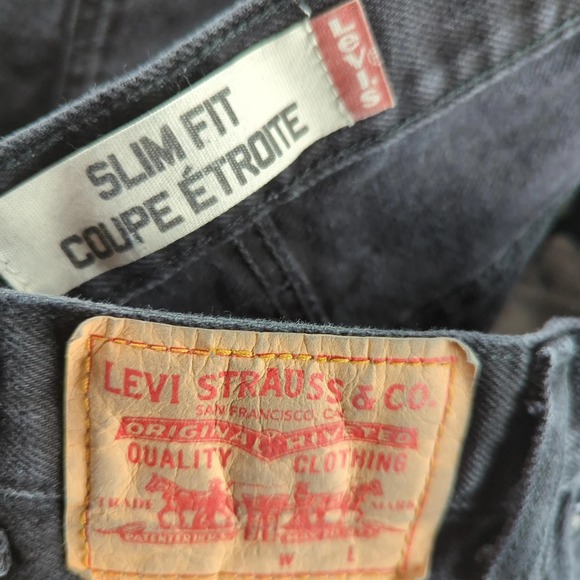 SLIM FIT
COUPE ÉTROITE
Levi's®
LEVI STRAUSS & CO.
SAN FRANCISCO, CAL
ORIGINAL RIVETED
QUALITY CLOTHING
TRADE MARK
W L